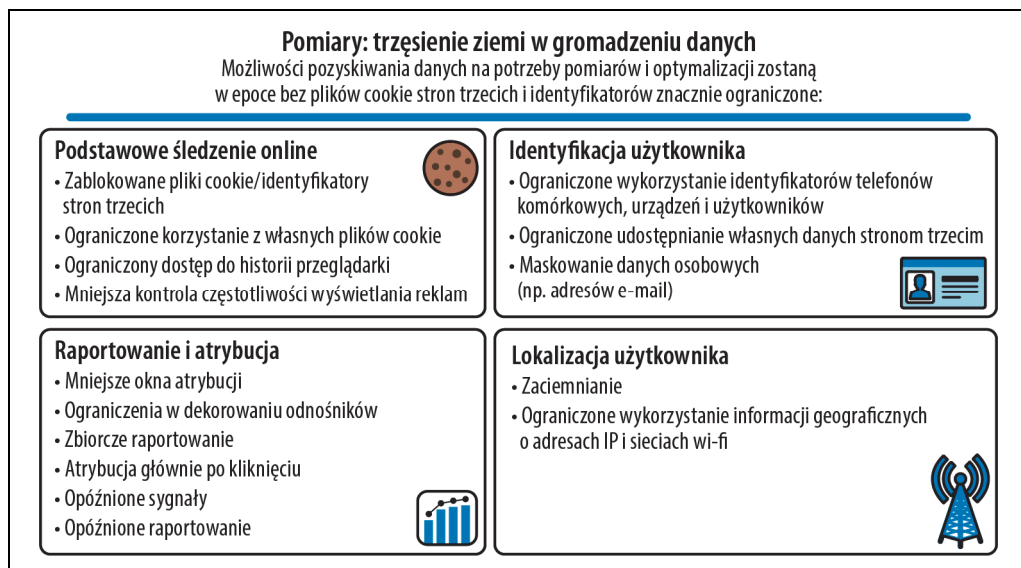 Pomiary: trzęsienie ziemi w gromadzeniu danych
Możliwości pozyskiwania danych na potrzeby pomiarów i optymalizacji zostaną
w epoce bez plików cookie stron trzecich i identyfikatorów znacznie ograniczone:
Podstawowe śledzenie online
• Zablokowane pliki cookie/identyfikatory
stron trzecich
• Ograniczone korzystanie z własnych plików cookie
• Ograniczony dostęp do historii przeglądarki
• Mniejsza kontrola częstotliwości wyświetlania reklam
Identyfikacja użytkownika
• Ograniczone wykorzystanie identyfikatorów telefonów
komórkowych, urządzeń i użytkowników
• Ograniczone udostępnianie własnych danych stronom trzecim
• Maskowanie danych osobowych
(np. adresów e-mail)
Raportowanie i atrybucja
• Mniejsze okna atrybucji
• Ograniczenia w dekorowaniu odnośników
• Zbiorcze raportowanie
• Atrybucja głównie po kliknięciu
• Opóźnione sygnały
• Opóźnione raportowanie
Lokalizacja użytkownika
• Zaciemnianie
• Ograniczone wykorzystanie informacji geograficznych
o adresach IP i sieciach wi-fi